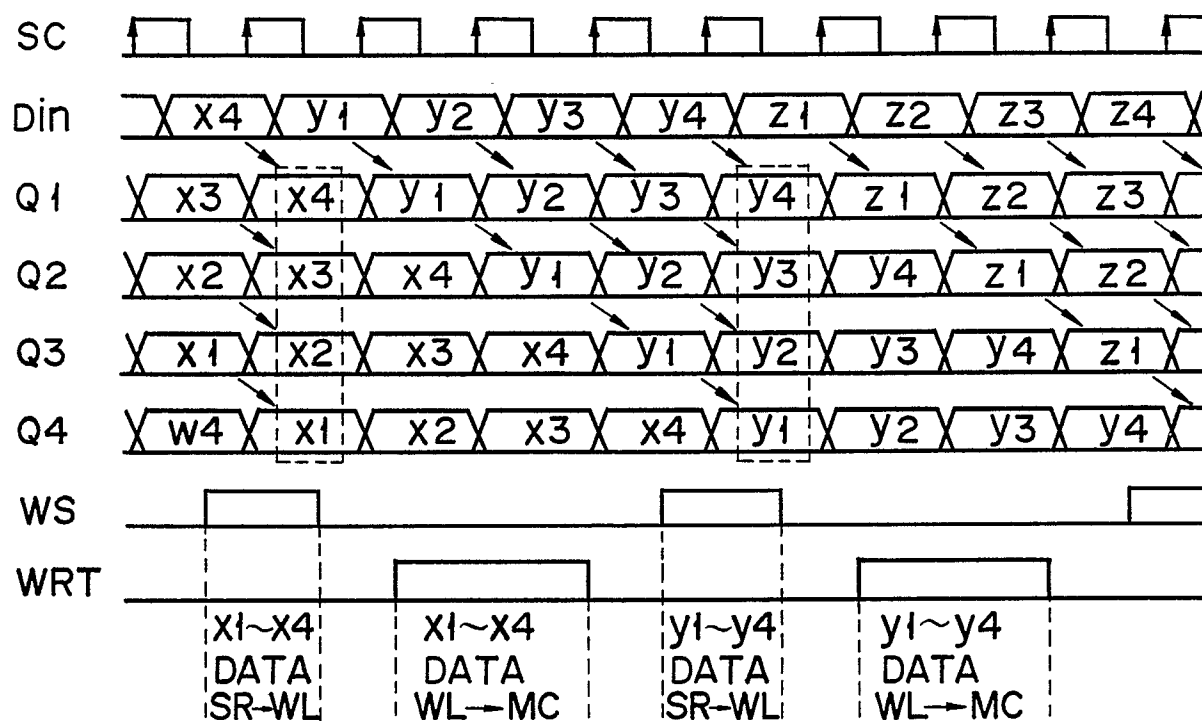 SC
Din x4 y1 y2 y3 y4 z1 z2 z3 z4
Q1 x3 x4 y1 y2 y3 y4 z1 z2 z3
Q2 x2 x3 x4 y1 y2 y3 y4 z1 z2
Q3 x1 x2 x3 x4 y1 y2 y3 y4 z1
Q4 w4 x1 x2 x3 x4 y1 y2 y3 y4
WS
WRT
x1~x4 x1~x4 y1~y4 y1~y4
DATA DATA DATA DATA
SR→WL WL→MC SR→WL WL→MC